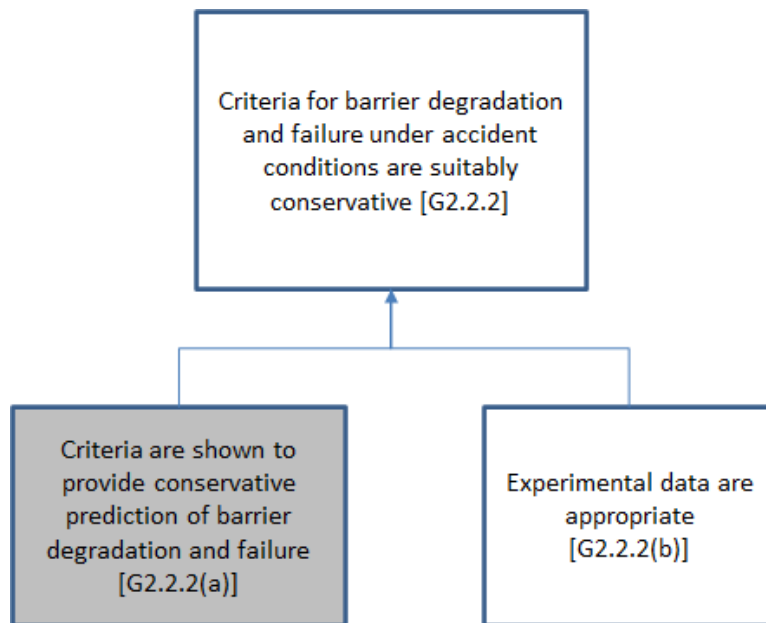 Criteria for barrier degradation
and failure under accident
conditions are suitably
conservative [G2.2.2]
Criteria are shown to
provide conservative
prediction of barrier
degradation and failure
[G2.2.2(a)]
Experimental data are
appropriate
[G2.2.2(b)]